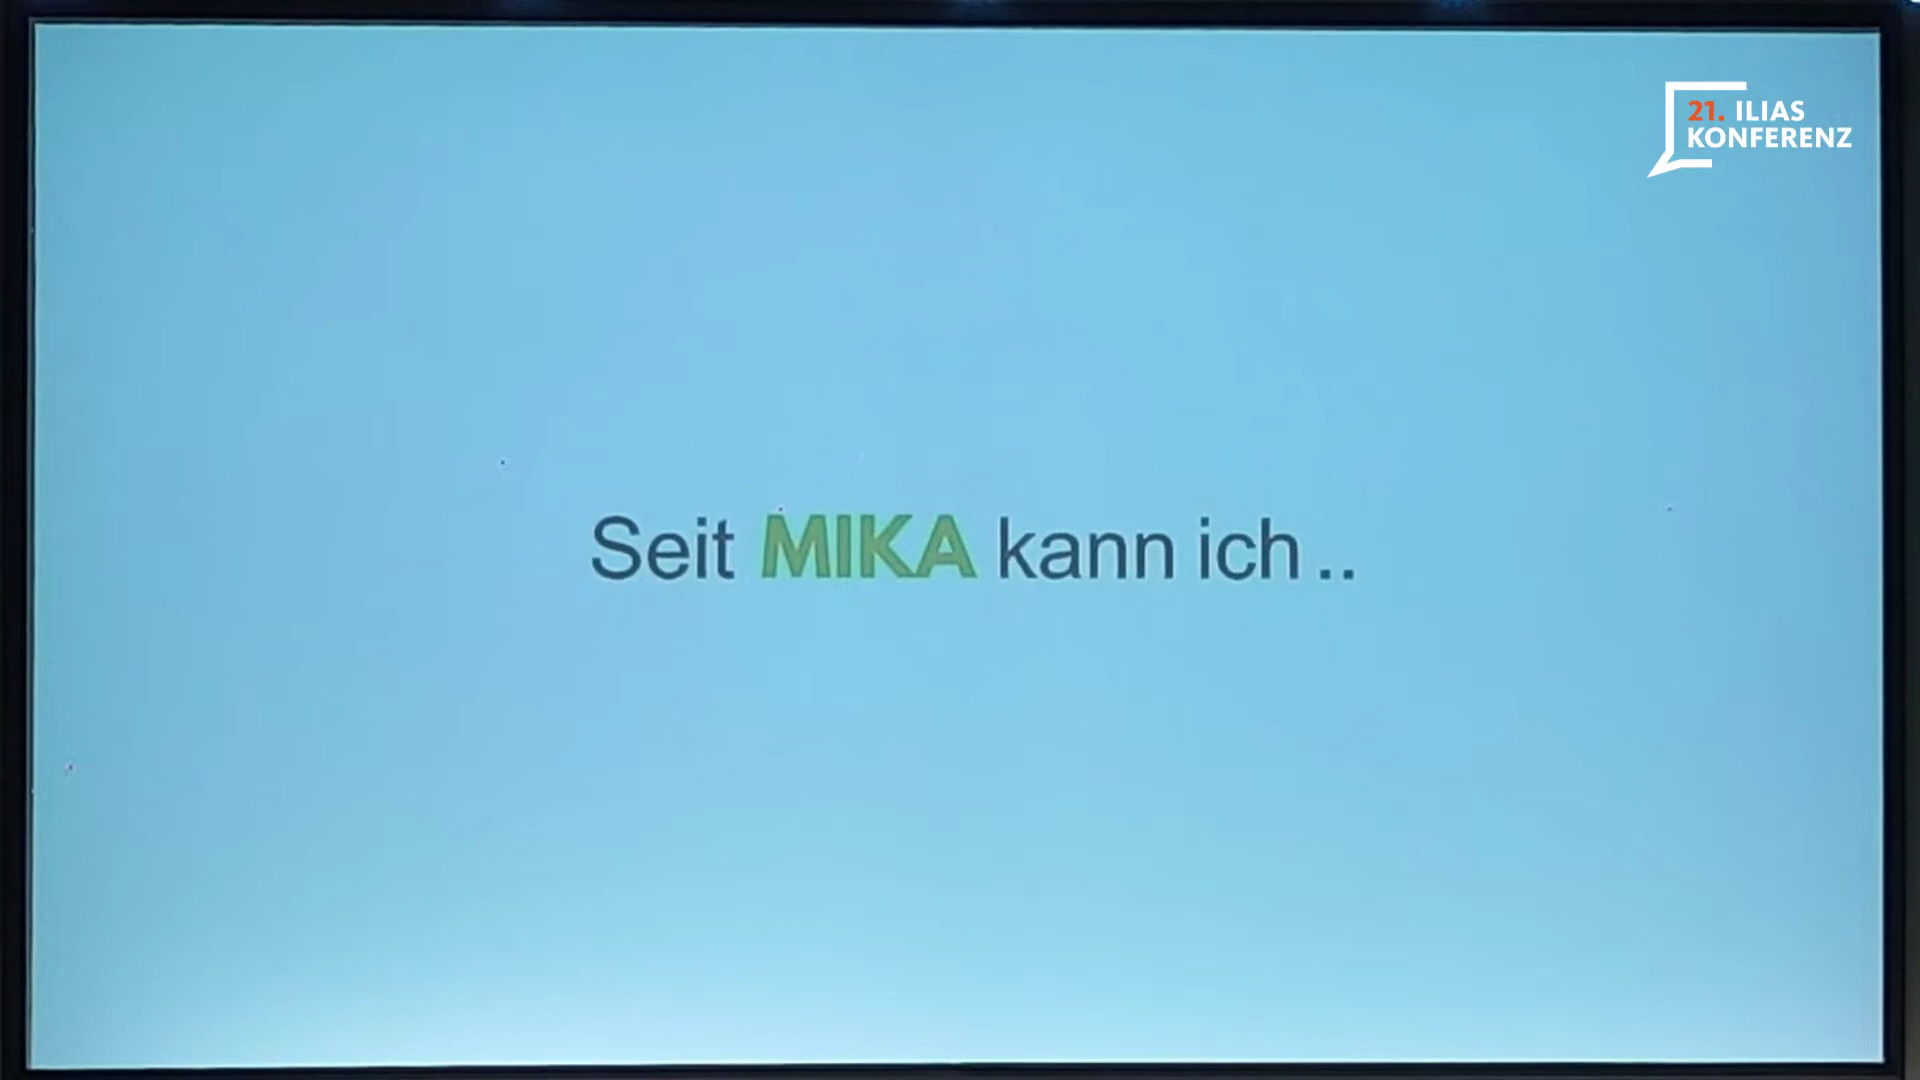 21. ILIAS
KONFERENZ
Seit MIKA kann ich ..